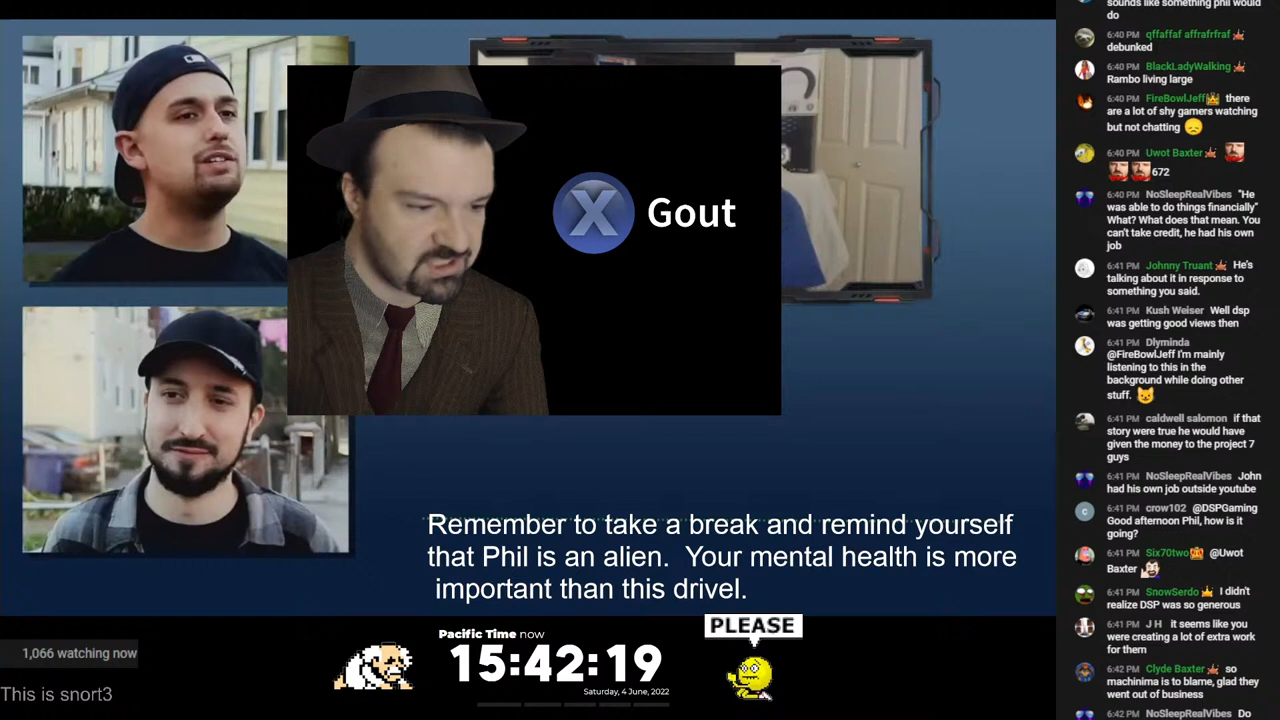 X Gout
Remember to take a break and remind yourself
that Phil is an alien. Your mental health is more
important than this drivel.
1,066 watching now
This is snort3
Pacific Time now
15:42:19
Saturday, 4 June, 2022
PLEASE
sounds like something phil would
do
6:40 PM qffaffaf affrafrfraf
debunked
6:40 PM BlackLadyWalking
Rambo living large
6:40 PM FireBowlJeff there
are a lot of shy gamers watching
but not chatting
6:40 PM Uwot Baxter
672
6:40 PM NoSleepRealVibes "He
was able to do things financially"
What? What does that mean. You
can't take credit, he had his own
job
6:41 PM Johnny Truant He's
talking about it in response to
something you said.
6:41 PM Kush Weiser Well dsp
was getting good views then
6:41 PM Dlyminda
@FireBowlJeff I'm mainly
listening to this in the
background while doing other
stuff.
6:41 PM caldwell salomon if that
story were true he would have
given the money to the project 7
guys
6:41 PM NoSleepRealVibes John
had his own job outside youtube
c
6:41 PM crow102 @DSPGaming
Good afternoon Phil, how is it
going?
6:41 PM Six70two @Uwot
Baxter
6:41 PM SnowSerdo I didn't
realize DSP was so generous
6:41 PM J H it seems like you
were creating a lot of extra work
for them
6:42 PM Clyde Baxter so
machinima is to blame, glad they
went out of business
6:42 PM NoSleepRealVibes Do